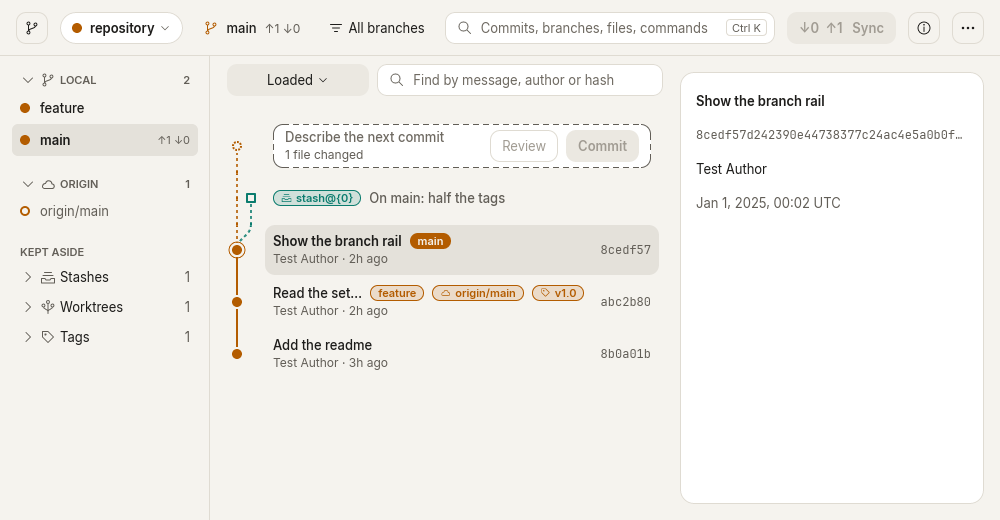 repository
main ↑1 ↓0
All branches
Commits, branches, files, commands Ctrl K
↓0 ↑1 Sync
LOCAL 2
feature
main ↑1 ↓0
ORIGIN 1
origin/main
KEPT ASIDE
Stashes 1
Worktrees 1
Tags 1
Loaded
Find by message, author or hash
Describe the next commit
1 file changed
Review
Commit
stash@{0} On main: half the tags
Show the branch rail main
Test Author · 2h ago
8cedf57
Read the set... feature origin/main v1.0
Test Author · 2h ago
abc2b80
Add the readme
Test Author · 3h ago
8b0a01b
Show the branch rail
8cedf57d242390e44738377c24ac4e5a0b0f…
Test Author
Jan 1, 2025, 00:02 UTC